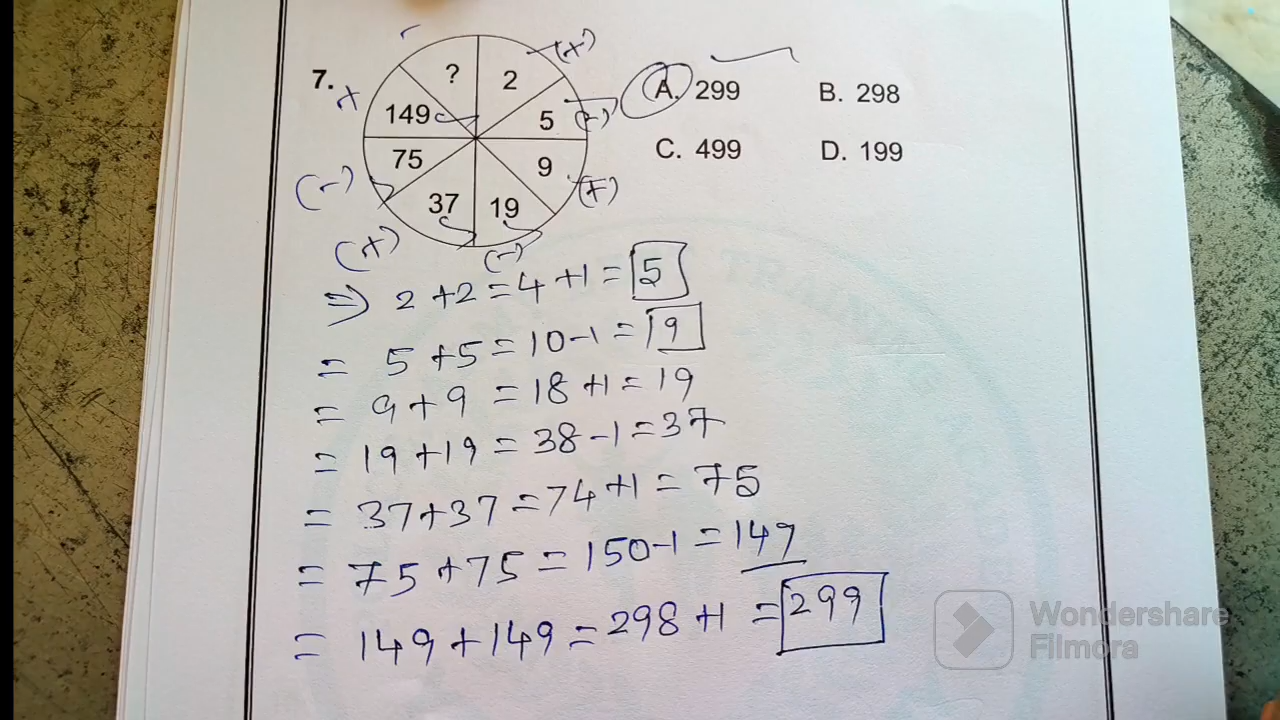 7.
? 2
149 5
75 9
37 19
(+)
(-)
(+)
(-)
(+)
(-)
+
A. 299 B. 298
C. 499 D. 199
⇒ 2 + 2 = 4 + 1 = 5
= 5 + 5 = 10 - 1 = 9
= 9 + 9 = 18 + 1 = 19
= 19 + 19 = 38 - 1 = 37
= 37 + 37 = 74 + 1 = 75
= 75 + 75 = 150 - 1 = 149
= 149 + 149 = 298 + 1 = 299
Wondershare
Filmora